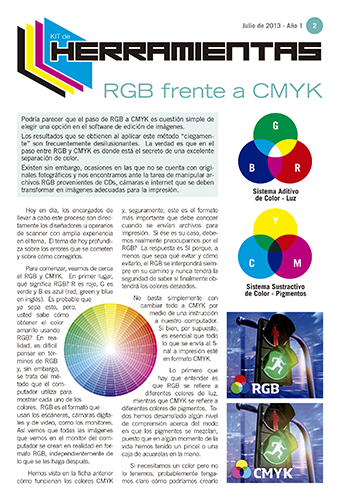 Julio de 2013 - Año 1
2
KIT de
HERRAMIENTAS
RGB frente a CMYK
Podría parecer que el paso de RGB a CMYK es cuestión simple de
elegir una opción en el software de edición de imágenes.
Los resultados que se obtienen al aplicar este método "ciegamen-
te" son frecuentemente desilusionantes. La verdad es que en el
paso entre RGB y CMYK es donde está el secreto de una excelente
separación de color.
Existen sin embargo, ocasiones en las que no se cuenta con origi-
nales fotográficos y nos encontramos ante la tarea de manipular ar-
chivos RGB provenientes de CDs, cámaras e internet que se deben
transformar en imágenes adecuadas para la impresión.
Hoy en día, los encargados de
llevar a cabo este proceso son direc-
tamente los diseñadores u operarios
de scanner con amplia experiencia
en el tema. El tema de hoy profundi-
za sobre los errores que se cometen
y sobre cómo corregirlos.
Para comenzar, veamos de cerca
el RGB y CMYK. En primer lugar,
qué significa RGB? R es rojo, G es
verde y B es azul (red, green y blue
en inglés). Es probable que
ya sepa esto, pero,
usted sabe cómo
obtener el color
amarillo usando
RGB? En rea-
lidad, es difícil
pensar en tér-
minos de RGB
y, sin embargo,
se trata del mé-
todo que el com-
putador utiliza para
mostrar cada uno de los
colores. RGB es el formato que
usan los escáneres, cámaras digita-
les y de video, como los monitores.
Así vemos que todas las imágenes
que vemos en el monitor del com-
putador se crean en realidad en for-
mato RGB, independientemente de
lo que se les haga después.
Hemos visto en la ficha anterior
cómo funcionan los colores CMYK
y, seguramente, este es el formato
más importante que debe conocer
cuando se envían archivos para
impresión. Si ése es su caso, debe-
mos realmente preocuparnos por el
RGB? La respuesta es SI porque, a
menos que sepa qué evitar y cómo
evitarlo, el RGB se interpondrá siem-
pre en su camino y nunca tendrá la
seguridad de saber si finalmente ob-
tendrá los colores deseados.
No basta simplemente con
cambiar todo a CMYK por
medio de una instrucción
a nuestro computador.
Si bien, por supuesto,
es esencial que todo
lo que se envía al fi-
nal a impresión esté
en formato CMYK.
Lo primero que
hay que entender es
que RGB se refiere a
diferentes colores de luz,
mientras que CMYK se refiere a
diferentes colores de pigmentos. To-
dos hemos desarrollado algún nivel
de comprensión acerca del modo
en que los pigmentos se mezclan,
puesto que en algún momento de la
vida hemos tenido un pincel o una
caja de acuarelas en la mano.
Si necesitamos un color pero no
lo tenemos, probablemente tenga-
mos claro cómo podríamos crearlo
G
B
R
Sistema Aditivo
de Color - Luz
Y
C
M
Sistema Sustractivo
de Color - Pigmentos
RGB
CMYK